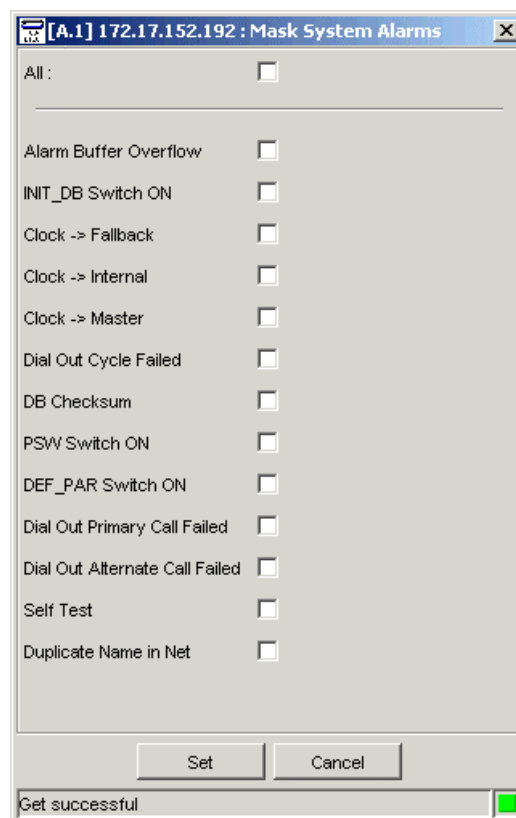 [A.1] 172.17.152.192 : Mask System Alarms
All :
Alarm Buffer Overflow
INIT_DB Switch ON
Clock -> Fallback
Clock -> Internal
Clock -> Master
Dial Out Cycle Failed
DB Checksum
PSW Switch ON
DEF_PAR Switch ON
Dial Out Primary Call Failed
Dial Out Alternate Call Failed
Self Test
Duplicate Name in Net
Set Cancel
Get successful